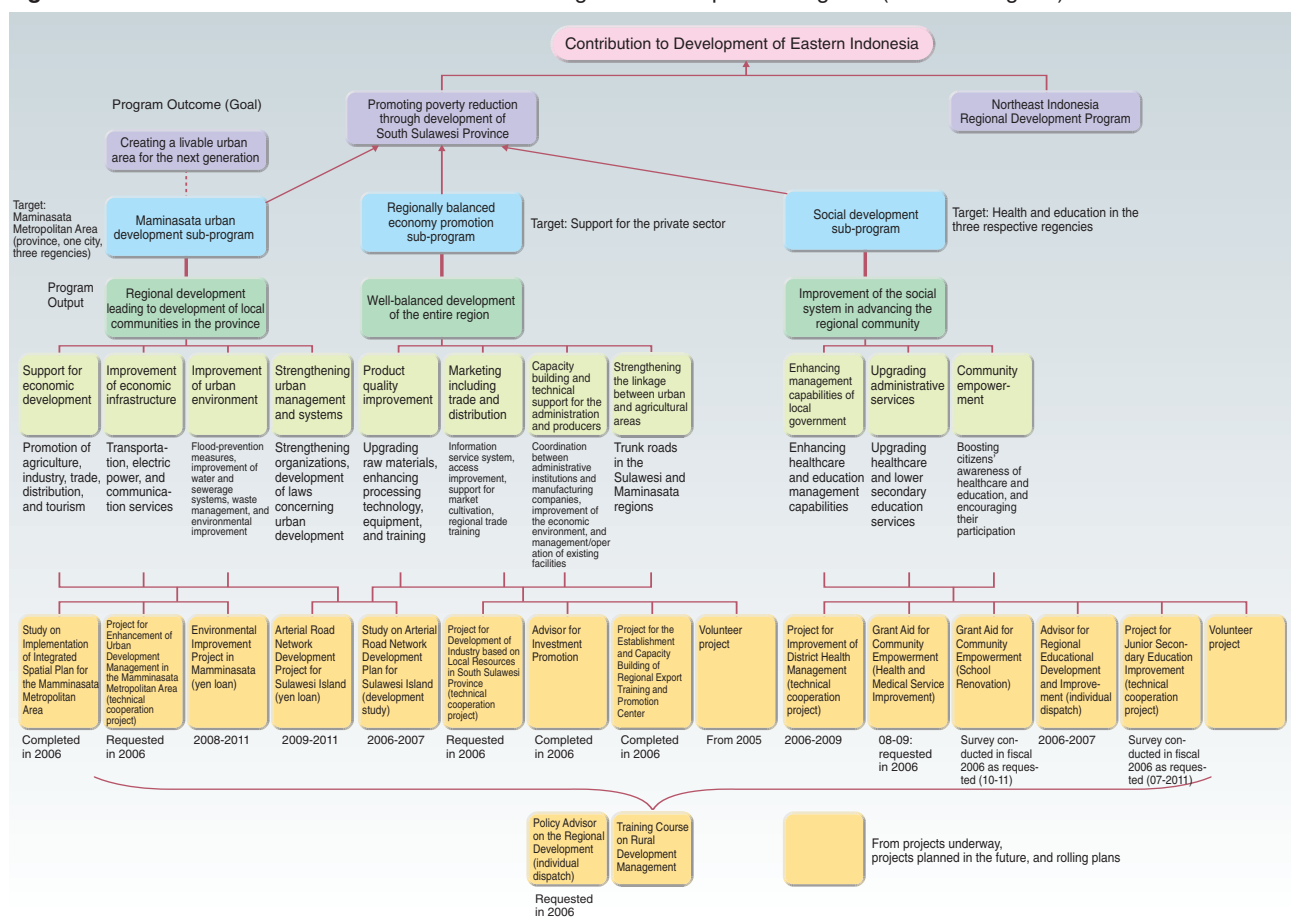 Contribution to Development of Eastern Indonesia
Program Outcome (Goal)
Promoting poverty reduction
through development of
South Sulawesi Province
Northeast Indonesia
Regional Development Program
Creating a livable urban
area for the next generation
Target:
Maminasata
Metropolitan Area
(province, one city,
three regencies)
Maminasata urban
development sub-program
Regionally balanced
economy promotion
sub-program
Target: Support for the private sector
Social development
sub-program
Target: Health and education in the
three respective regencies
Program
Output
Regional development
leading to development of local
communities in the province
Well-balanced development
of the entire region
Improvement of the social
system in advancing the
regional community
Support for
economic
development
Improvement
of economic
infrastructure
Improvement
of urban
environment
Strengthening
urban
management
and systems
Product
quality
improvement
Marketing
including
trade and
distribution
Capacity
building and
technical
support for the
administration
and producers
Strengthening
the linkage
between urban
and agricultural
areas
Enhancing
management
capabilities of
local
government
Upgrading
administrative
services
Community
empower-
ment
Promotion of
agriculture,
industry, trade,
distribution,
and tourism
Transporta-
tion, electric
power, and
communica-
tion services
Flood-prevention
measures,
improvement of
water and
sewerage
systems, waste
management, and
environmental
improvement
Strengthening
organizations,
development
of laws
concerning
urban
development
Upgrading
raw materials,
enhancing
processing
technology,
equipment,
and training
Information
service system,
access
improvement,
support for
market
cultivation,
regional trade
training
Coordination
between
administrative
institutions and
manufacturing
companies,
improvement of
the economic
environment, and
management/oper
ation of existing
facilities
Trunk roads
in the
Sulawesi and
Maminasata
regions
Enhancing
healthcare
and education
management
capabilities
Upgrading
healthcare
and lower
secondary
education
services
Boosting
citizens'
awareness of
healthcare and
education, and
encouraging
their
participation
Study on
Implementation
of Integrated
Spatial Plan for
the Mamminasata
Metropolitan
Area
Completed
in 2006
Project for
Enhancement of
Urban
Development
Management in
the Mamminasata
Metropolitan Area
(technical
cooperation
project)
Requested
in 2006
Environmental
Improvement
Project in
Mamminasata
(yen loan)
2008-2011
Arterial Road
Network
Development
Project for
Sulawesi Island
(yen loan)
2009-2011
Study on Arterial
Road Network
Development
Plan for
Sulawesi Island
(development
study)
2006-2007
Project for
Development of
Industry based on
Local Resources
in South Sulawesi
Province
(technical
cooperation
project)
Requested
in 2006
Advisor for
Investment
Promotion
Completed
in 2006
Project for the
Establishment
and Capacity
Building of
Regional Export
Training and
Promotion
Center
Completed
in 2006
Volunteer
project
From 2005
Project for
Improvement of
District Health
Management
(technical
cooperation
project)
2006-2009
Grant Aid for
Community
Empowerment
(Health and
Medical Service
Improvement)
08-09:
requested
in 2006
Grant Aid for
Community
Empowerment
(School
Renovation)
Survey con-
ducted in fiscal
2006 as reques-
ted (10-11)
Advisor for
Regional
Educational
Development
and Improve-
ment (individual
dispatch)
2006-2007
Project for
Junior Secon-
dary Education
Improvement
(technical
cooperation
project)
Survey con-
ducted in fiscal
2006 as reques-
ted (07-2011)
Volunteer
project
Policy Advisor
on the Regional
Development
(individual
dispatch)
Requested
in 2006
Training Course
on Rural
Development
Management
From projects underway,
projects planned in the future, and rolling plans